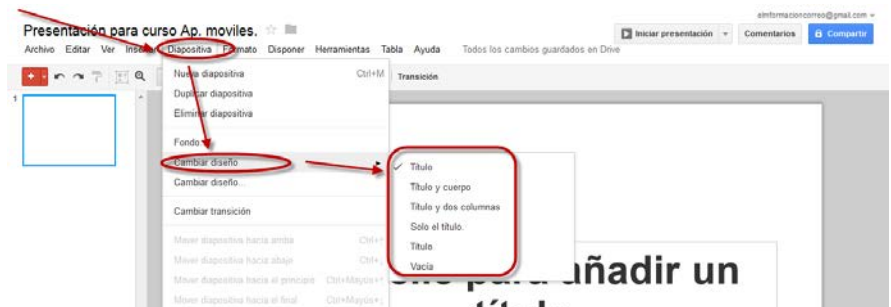 almformacioncorreo@gmail.com
Presentación para curso Ap. moviles.
Iniciar presentación
Comentarios
Compartir
Archivo Editar Ver Insertar Diapositiva Formato Disponer Herramientas Tabla Ayuda Todos los cambios guardados en Drive
Nueva diapositiva Ctrl+M
Transición
1
Duplicar diapositiva
Eliminar diapositiva
Fondo
Cambiar diseño
Título
Cambiar diseño...
Título y cuerpo
Título y dos columnas
Cambiar transición
Solo el título.
Título
Mover diapositiva hacia arriba
Vacía
Mover diapositiva hacia abajo
Mover diapositiva hacia el principio
para añadir un
Mover diapositiva hacia el final
título